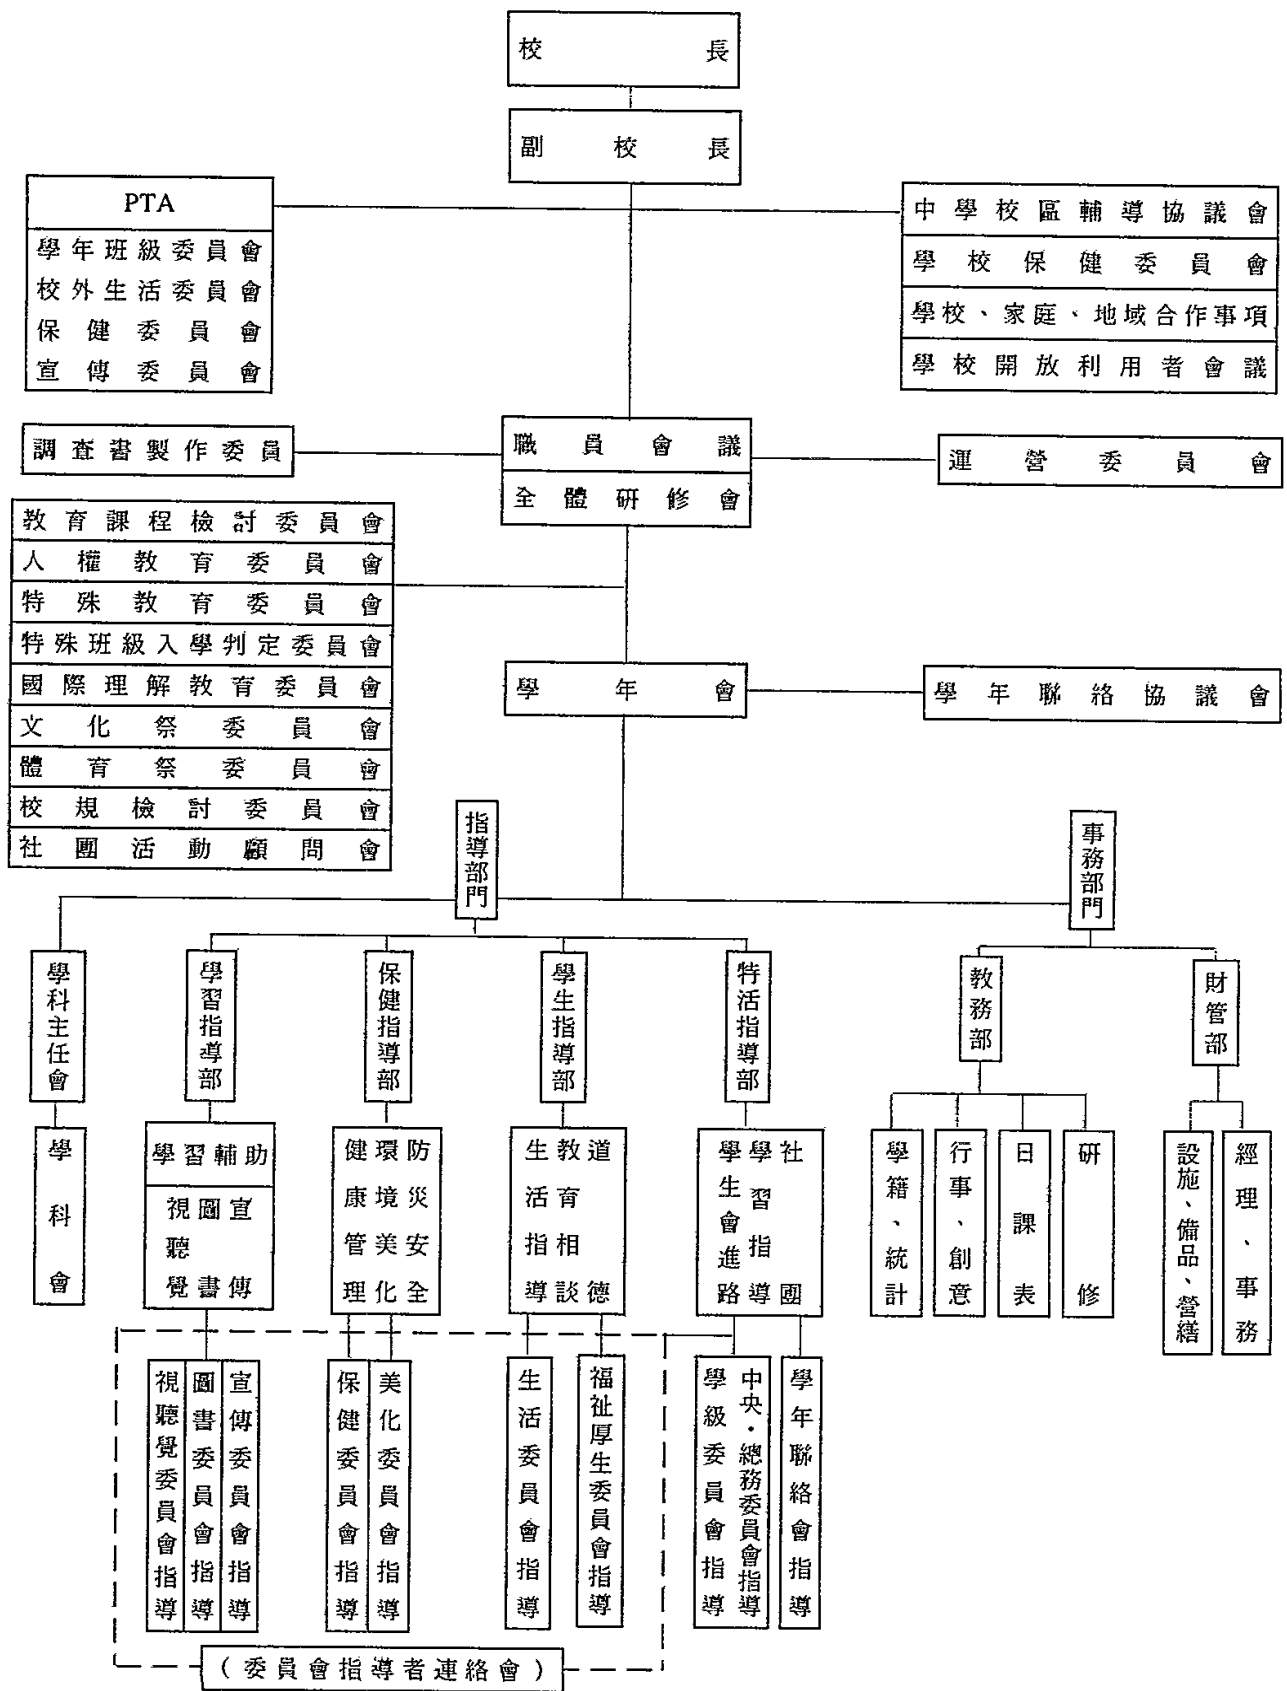 校長
副校長
PTA
學年班級委員會
校外生活委員會
保健委員會
宣傳委員會
中學校區輔導協議會
學校保健委員會
學校、家庭、地域合作事項
學校開放利用者會議
調查書製作委員
職員會議
全體研修會
運營委員會
教育課程檢討委員會
人權教育委員會
特殊教育委員會
特殊班級入學判定委員會
國際理解教育委員會
文化祭委員會
體育祭委員會
校規檢討委員會
社團活動顧問會
學年會
學年聯絡協議會
指導部門
事務部門
學科主任會
學習指導部
保健指導部
學生指導部
特活指導部
教務部
財管部
學科會
學習輔助
視聽覺
圖書
宣傳
健康管理
環境美化
防災安全
生活指導
教育相談
道德
學生會進路
學習指導
社團
學籍、統計
行事、創意
日課表
研修
設施、備品、營繕
經理、事務
視聽覺委員會指導
圖書委員會指導
宣傳委員會指導
保健委員會指導
美化委員會指導
生活委員會指導
福祉厚生委員會指導
學級委員會指導
中央・總務委員會指導
學年聯絡會指導
(委員會指導者連絡會)